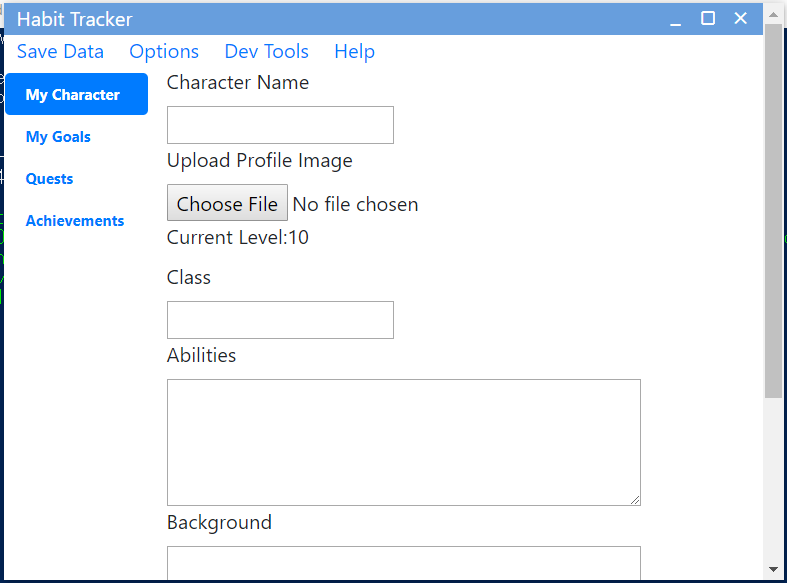 Habit Tracker
Save Data Options Dev Tools Help
My Character
My Goals
Quests
Achievements
Character Name
Upload Profile Image
Choose File No file chosen
Current Level:10
Class
Abilities
Background